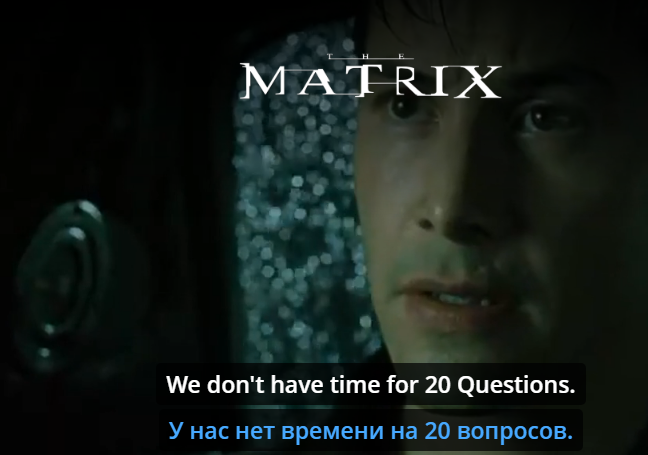 THE
MATRIX
We don't have time for 20 Questions.
У нас нет времени на 20 вопросов.